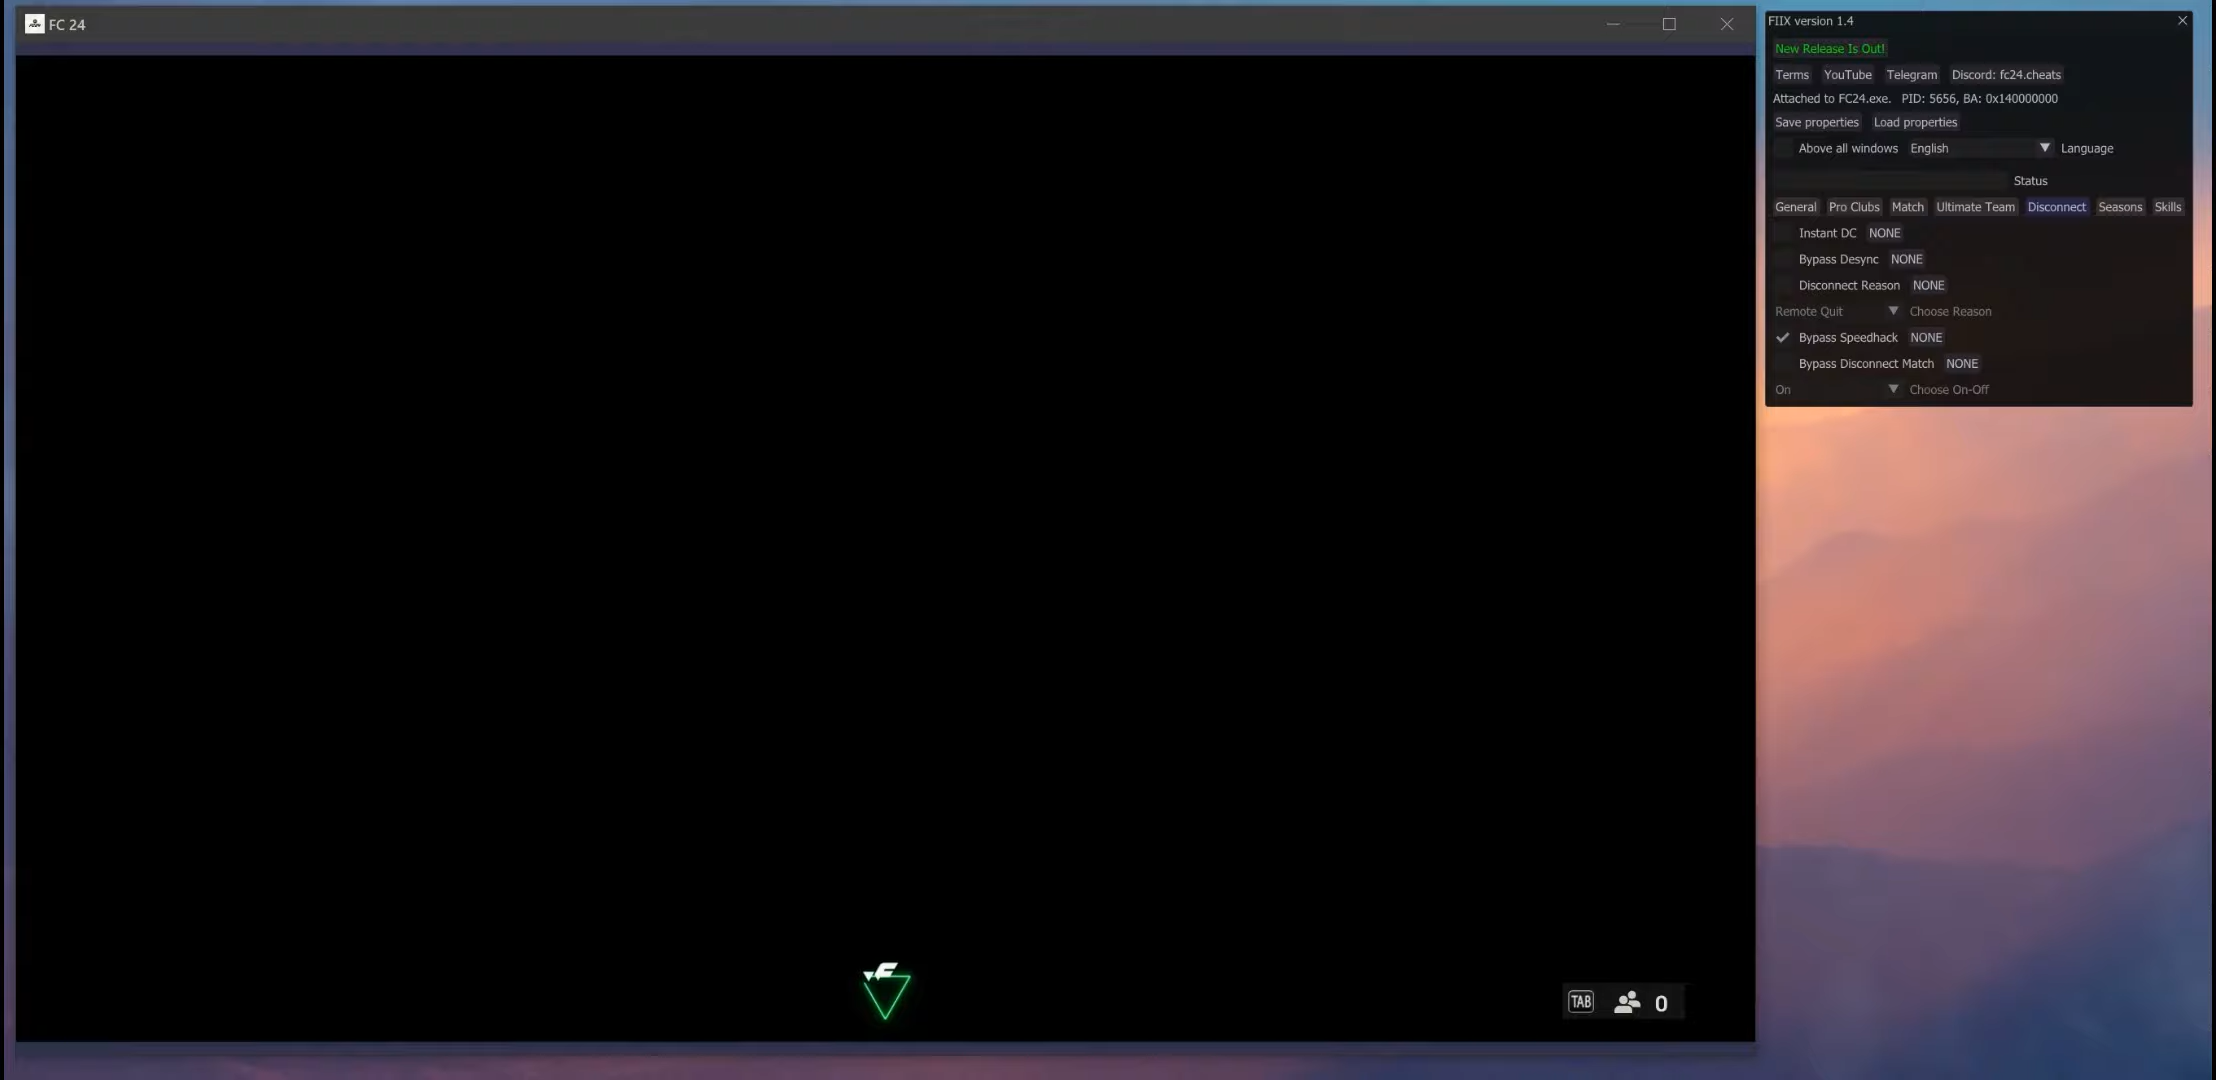 FC 24
FIIX version 1.4
New Release Is Out!
Terms YouTube Telegram Discord: fc24.cheats
Attached to FC24.exe. PID: 5656, BA: 0x140000000
Save properties Load properties
Above all windows English Language
Status
General Pro Clubs Match Ultimate Team Disconnect Seasons Skills
Instant DC NONE
Bypass Desync NONE
Disconnect Reason NONE
Remote Quit Choose Reason
Bypass Speedhack NONE
Bypass Disconnect Match NONE
On Choose On-Off
TAB 0